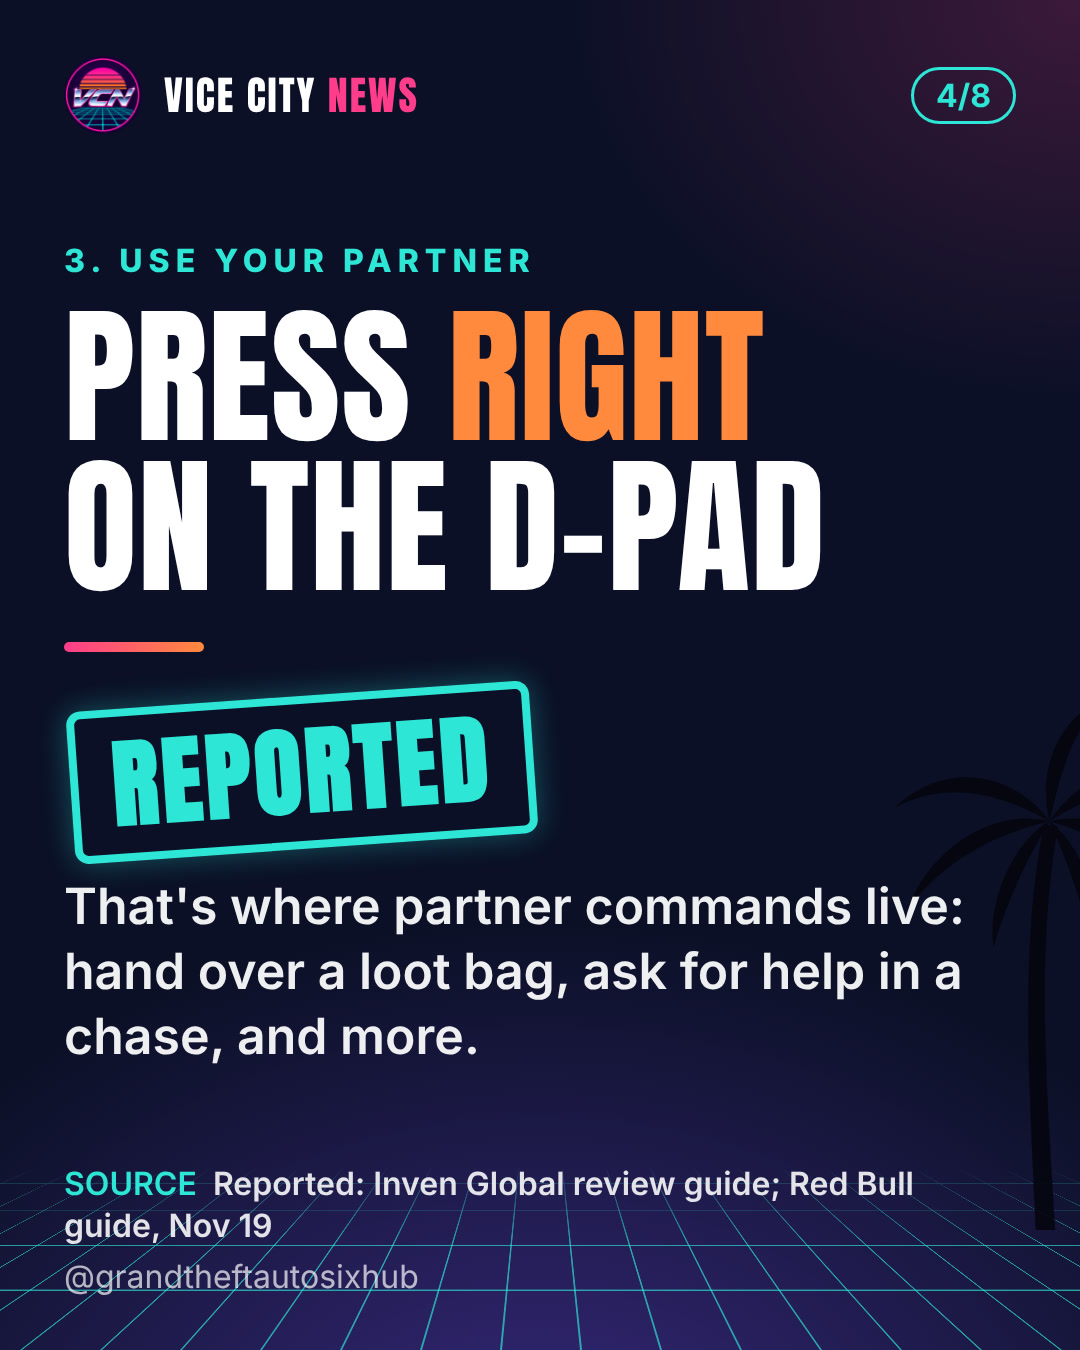 VCN
VICE CITY NEWS
4/8
3. USE YOUR PARTNER
PRESS RIGHT
ON THE D-PAD
REPORTED
That's where partner commands live:
hand over a loot bag, ask for help in a
chase, and more.
SOURCE Reported: Inven Global review guide; Red Bull
guide, Nov 19
@grandtheftautosixhub